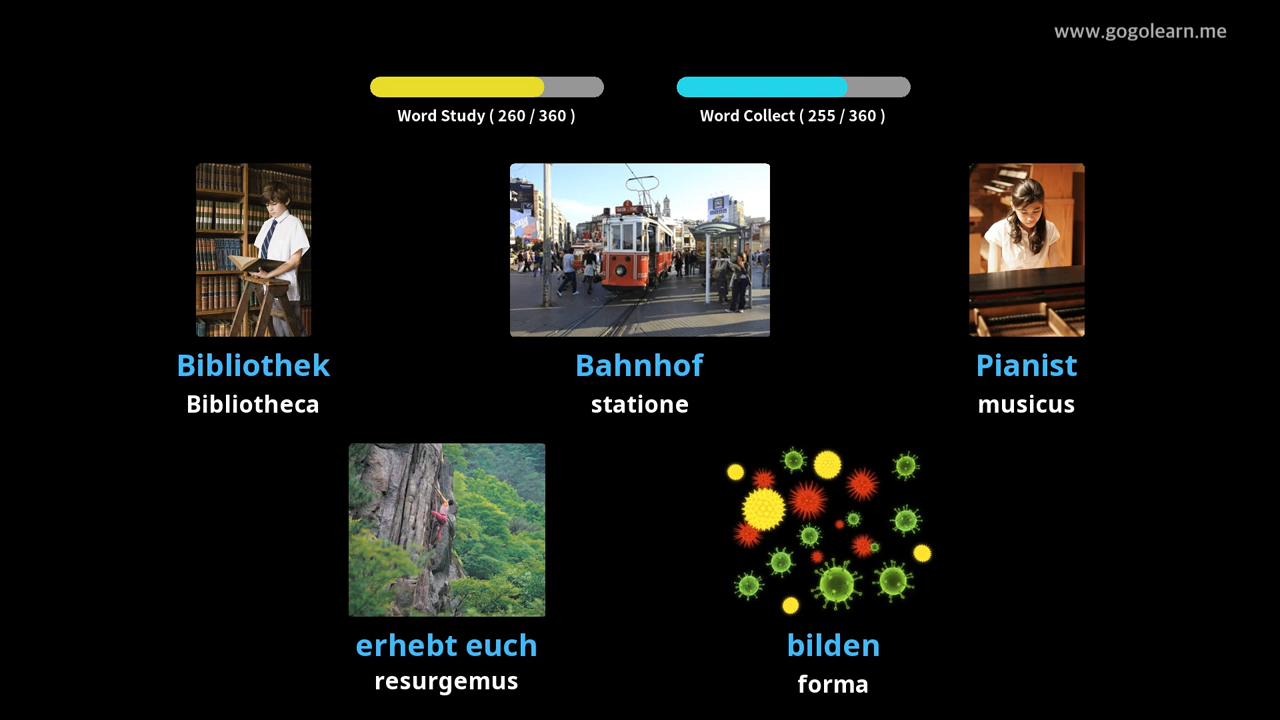 www.gogolearn.me
Word Study ( 260 / 360 )
Word Collect ( 255 / 360 )
Bibliothek
Bibliotheca
Bahnhof
statione
Pianist
musicus
erhebt euch
resurgemus
bilden
forma